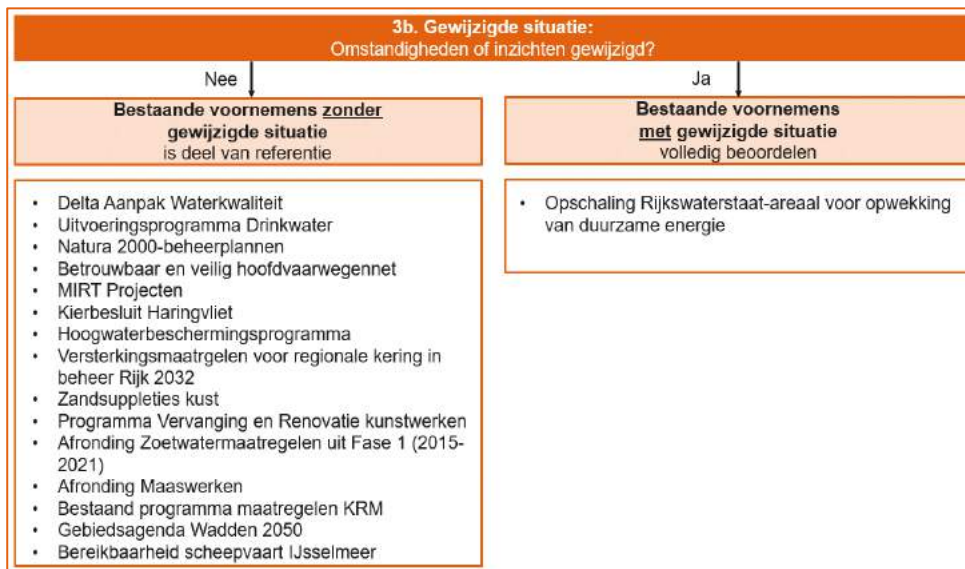 3b. Gewijzigde situatie:
Omstandigheden of inzichten gewijzigd?
Nee
Ja
Bestaande voornemens zonder
gewijzigde situatie
is deel van referentie
Bestaande voornemens
met gewijzigde situatie
volledig beoordelen
• Delta Aanpak Waterkwaliteit
• Uitvoeringsprogramma Drinkwater
• Natura 2000-beheerplannen
• Betrouwbaar en veilig hoofdvaarwegennet
• MIRT Projecten
• Kierbesluit Haringvliet
• Hoogwaterbeschermingsprogramma
• Versterkingsmaatrgelen voor regionale kering in
beheer Rijk 2032
• Zandsuppleties kust
• Programma Vervanging en Renovatie kunstwerken
• Afronding Zoetwatermaatregelen uit Fase 1 (2015-
2021)
• Afronding Maaswerken
• Bestaand programma maatregelen KRM
• Gebiedsagenda Wadden 2050
• Bereikbaarheid scheepvaart IJsselmeer
• Opschaling Rijkswaterstaat-areaal voor opwekking
van duurzame energie